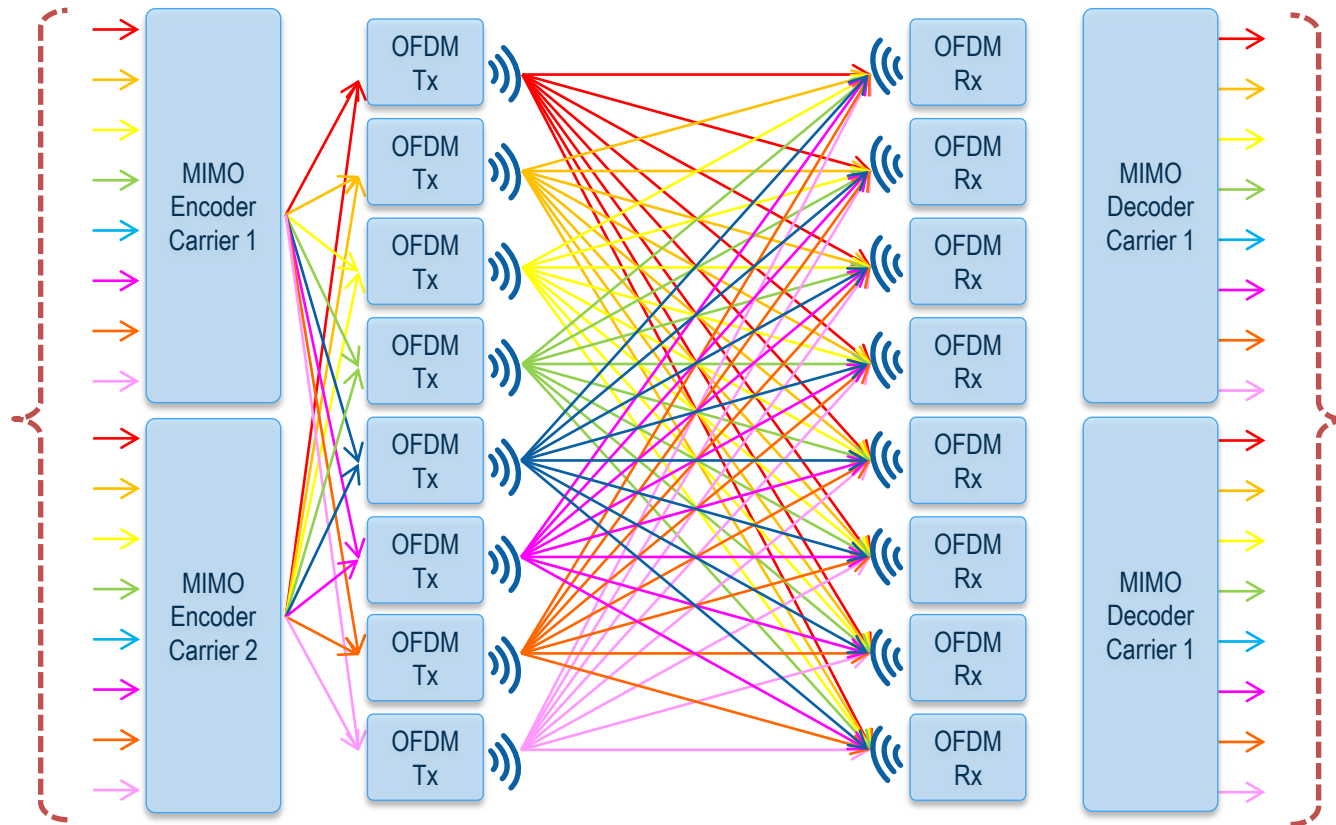 MIMO
Encoder
Carrier 1
MIMO
Encoder
Carrier 2
OFDM
Tx
OFDM
Tx
OFDM
Tx
OFDM
Tx
OFDM
Tx
OFDM
Tx
OFDM
Tx
OFDM
Tx
OFDM
Rx
OFDM
Rx
OFDM
Rx
OFDM
Rx
OFDM
Rx
OFDM
Rx
OFDM
Rx
OFDM
Rx
MIMO
Decoder
Carrier 1
MIMO
Decoder
Carrier 1